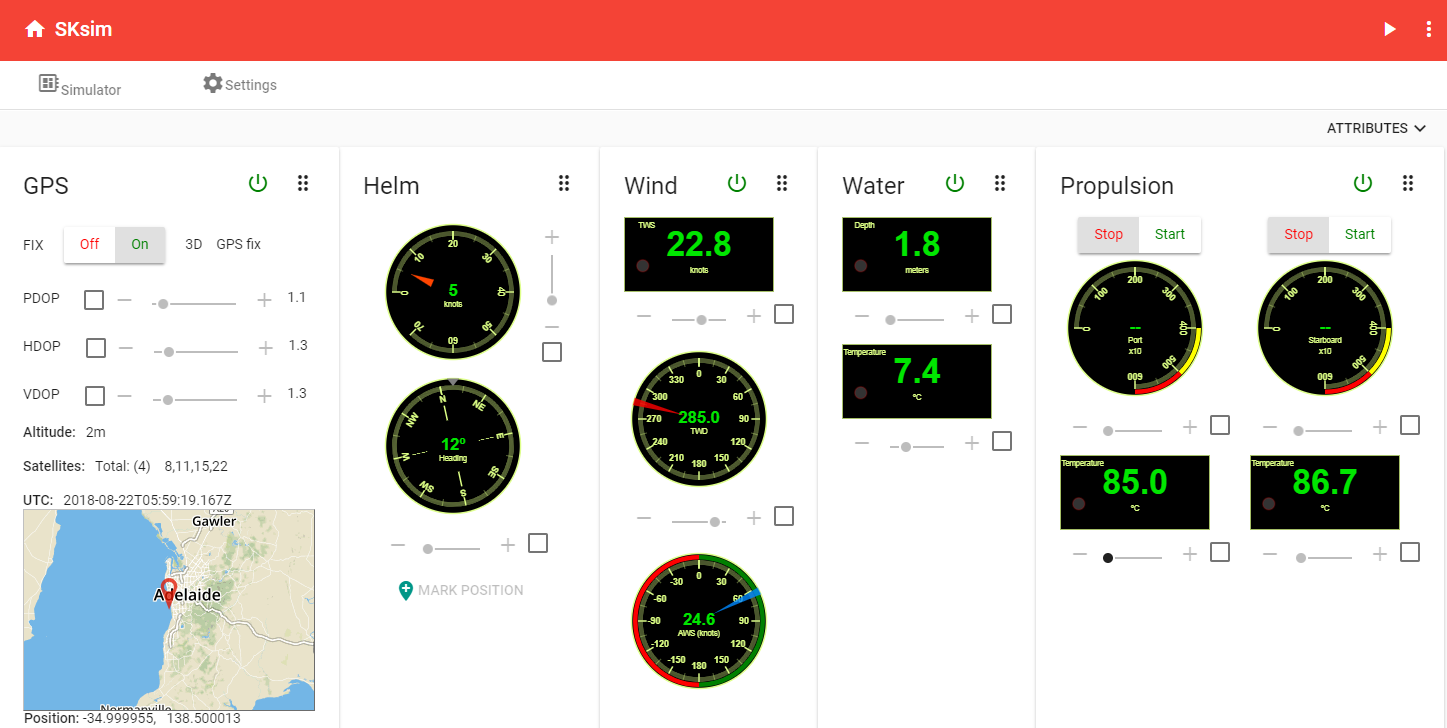 SKsim
Simulator
Settings
ATTRIBUTES
GPS
FIX
Off
On
3D GPS fix
PDOP
1.1
HDOP
1.3
VDOP
1.3
Altitude: 2m
Satellites: Total: (4) 8,11,15,22
UTC: 2018-08-22T05:59:19.167Z
Gawler
Adelaide
Normanville
Position: -34.999955, 138.500013
Helm
0 10 20 30 40 50 60 70
5
knots
N NE E SE S SW W NW
12º
Heading
MARK POSITION
Wind
TWS
22.8
knots
0 30 60 90 120 150 180 210 240 270 300 330
285.0
TWD
0 30 60 90 120 150 180 -150 -120 -90 -60 -30
24.6
AWS (knots)
Water
Depth
1.8
meters
Temperature
7.4
ºC
Propulsion
Stop
Start
0 100 200 300 400 500 600
--
Port
x10
Temperature
85.0
ºC
Stop
Start
0 100 200 300 400 500 600
--
Starboard
x10
Temperature
86.7
ºC